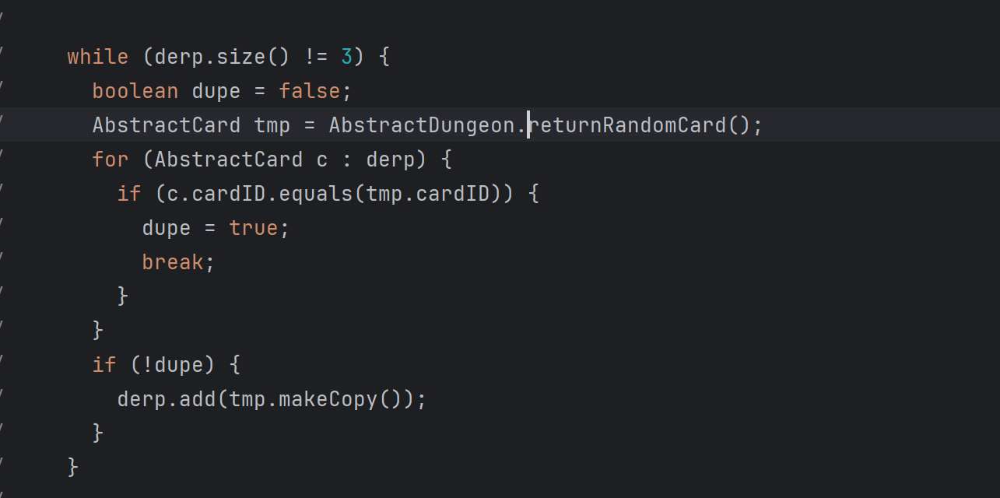 while (derp.size() != 3) {
boolean dupe = false;
AbstractCard tmp = AbstractDungeon.returnRandomCard();
for (AbstractCard c : derp) {
if (c.cardID.equals(tmp.cardID)) {
dupe = true;
break;
}
}
if (!dupe) {
derp.add(tmp.makeCopy());
}
}